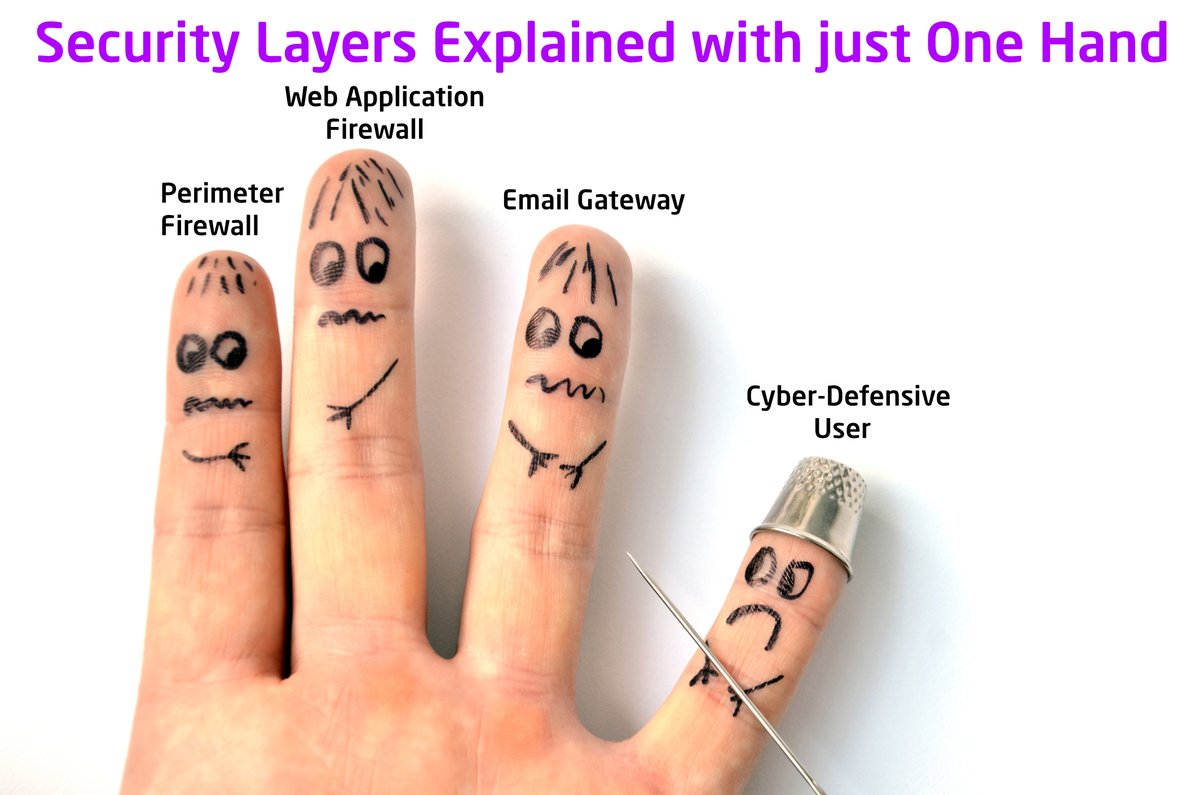 Security Layers Explained with just One Hand
Web Application
Firewall
Perimeter
Firewall
Email Gateway
Cyber-Defensive
User